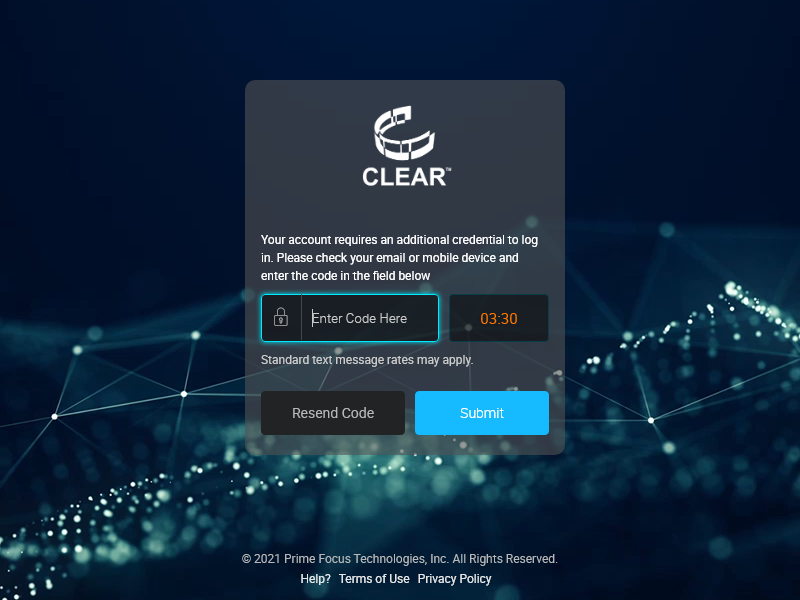 CLEAR™
Your account requires an additional credential to log
in. Please check your email or mobile device and
enter the code in the field below
Enter Code Here
03:30
Standard text message rates may apply.
Resend Code
Submit
© 2021 Prime Focus Technologies, Inc. All Rights Reserved.
Help? Terms of Use Privacy Policy